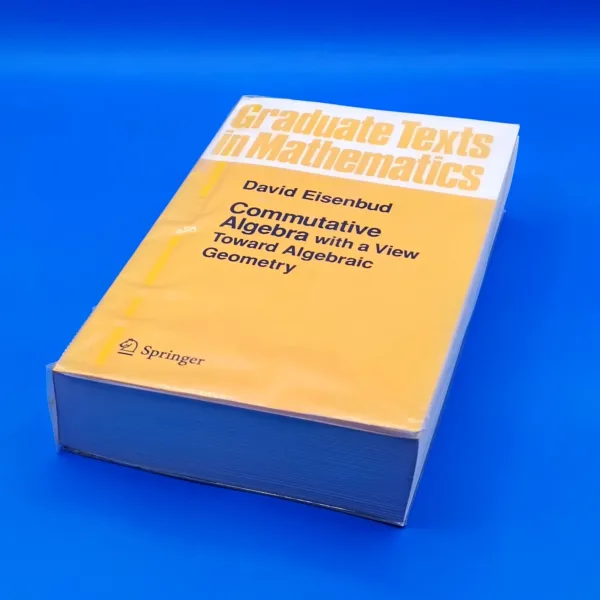 Graduate Texts
in Mathematics
David Eisenbud
Commutative
Algebra with a View
Toward Algebraic
Geometry
Springer